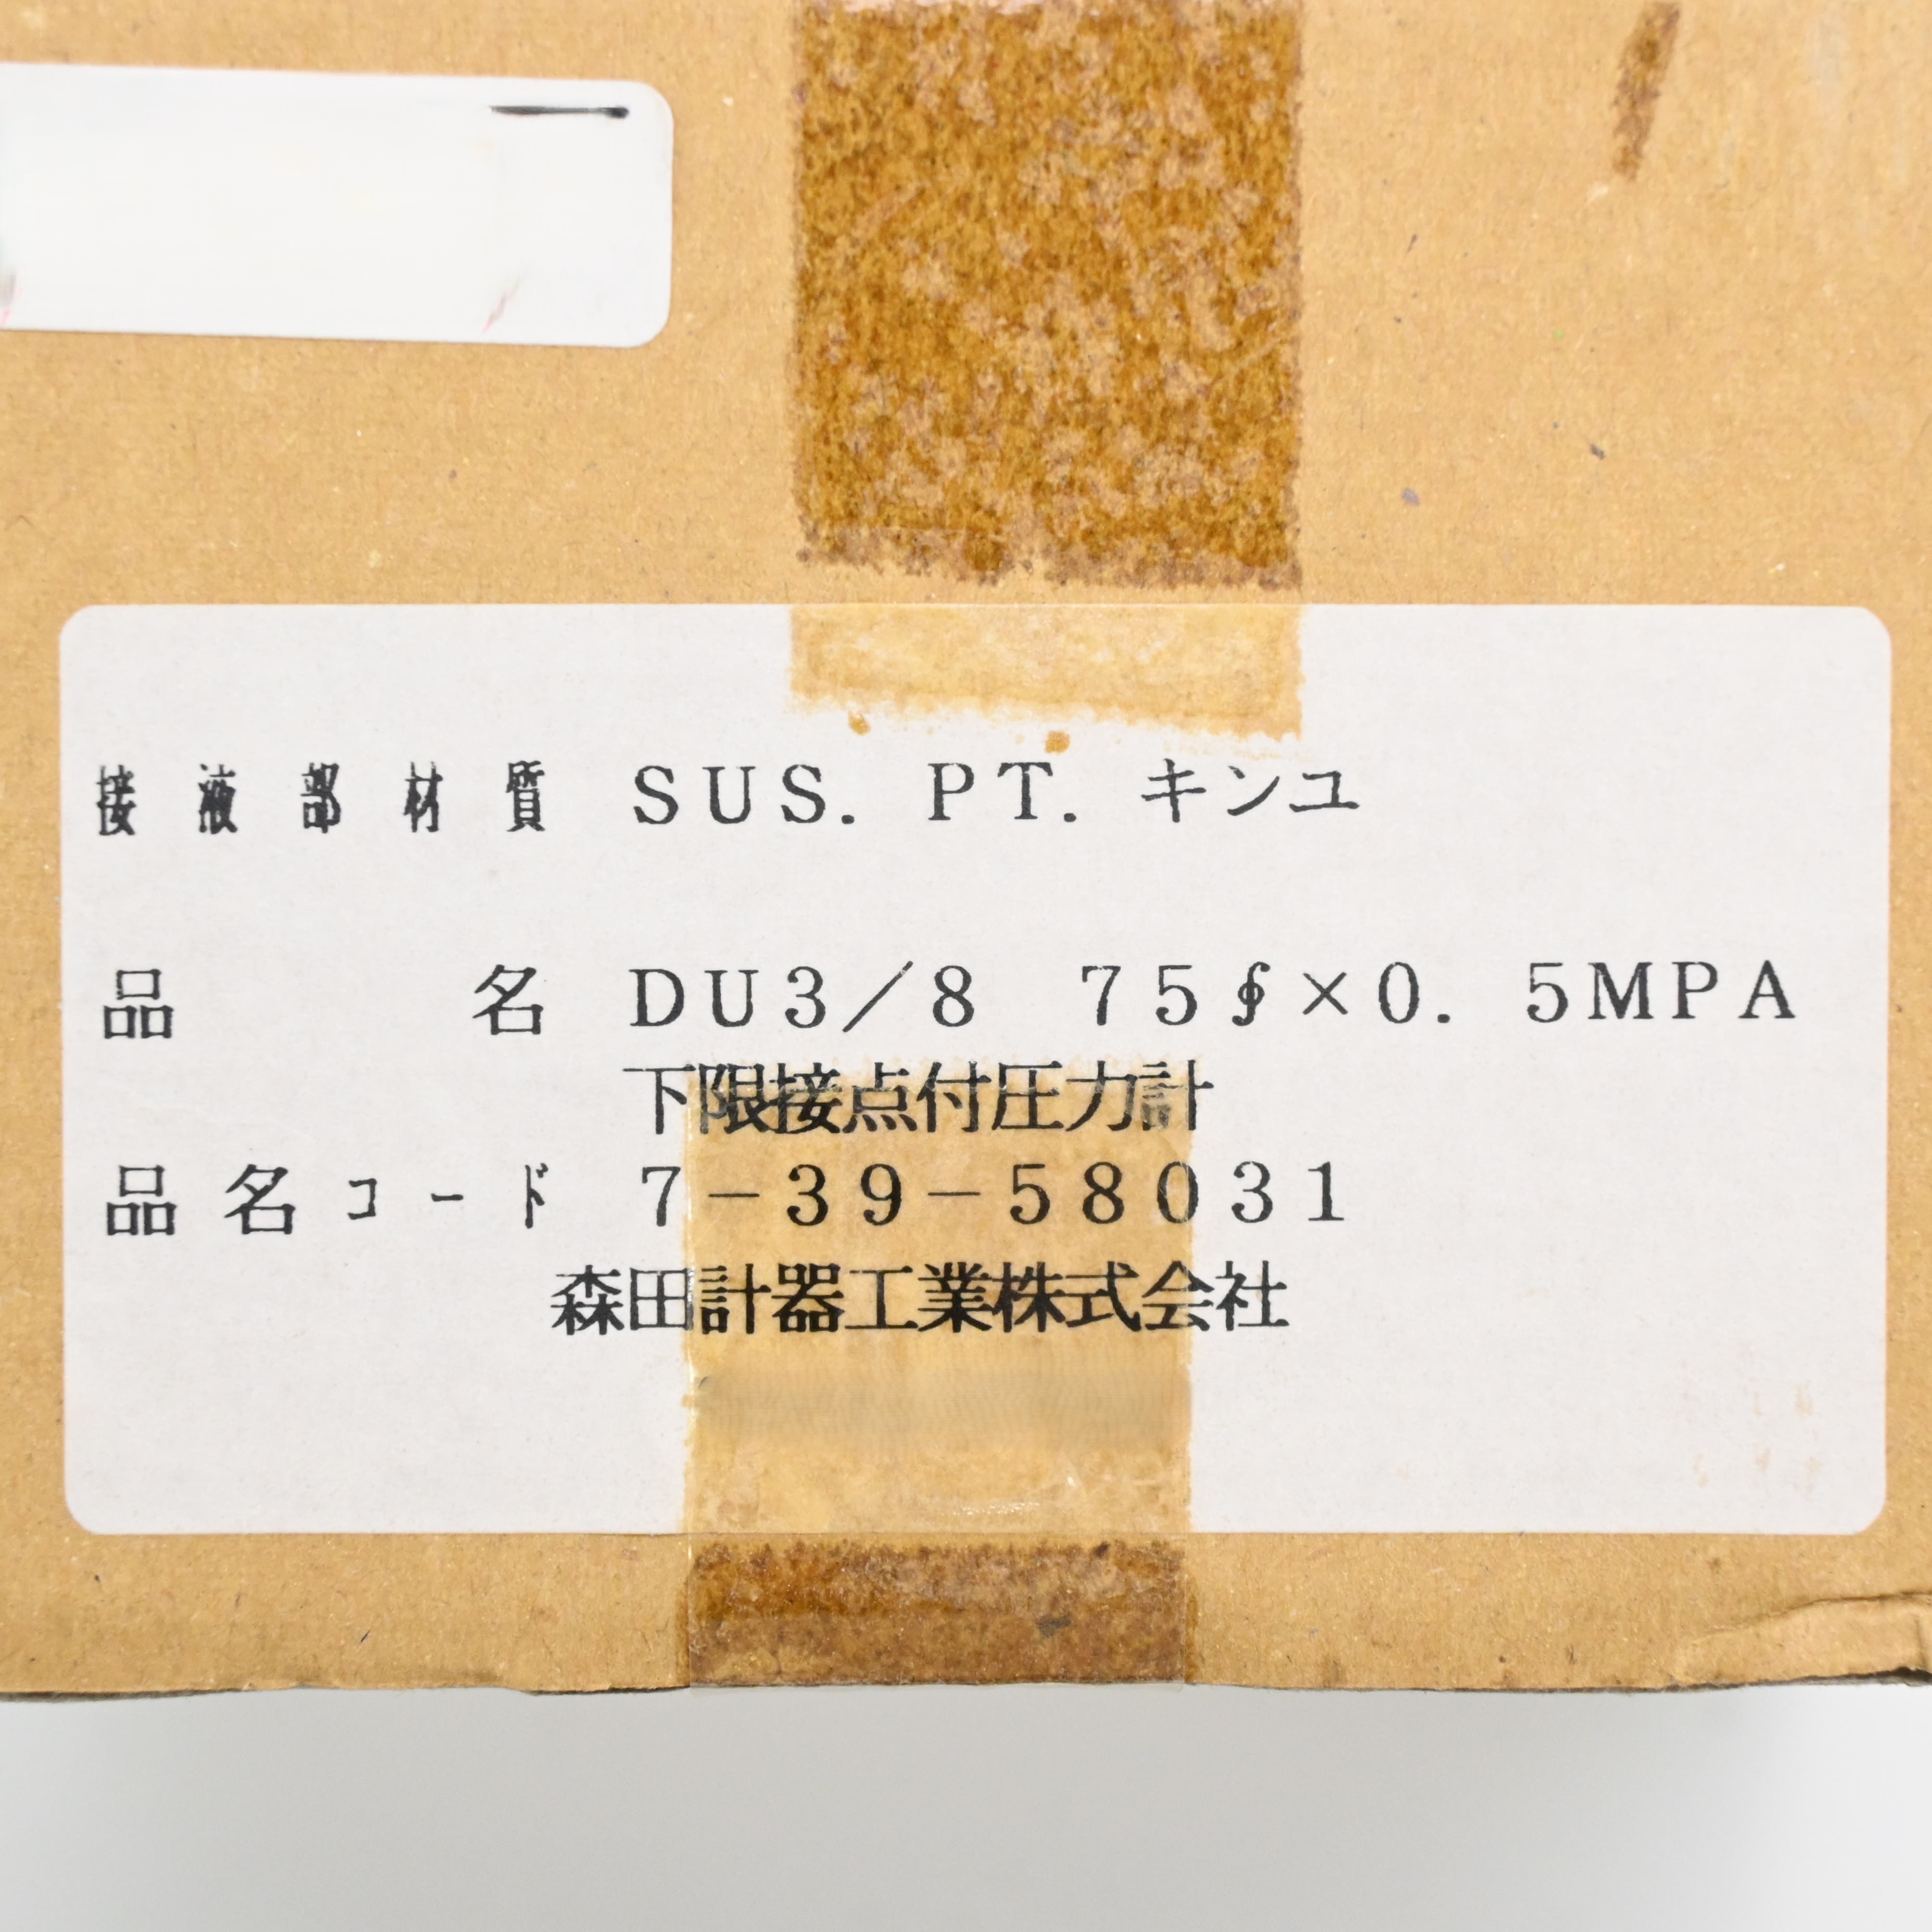 接液部材質 SUS. PT. キンユ
品名 DU3/8 75∮×0. 5MPA
下限接点付圧力計
品名コード 7-39-58031
森田計器工業株式会社